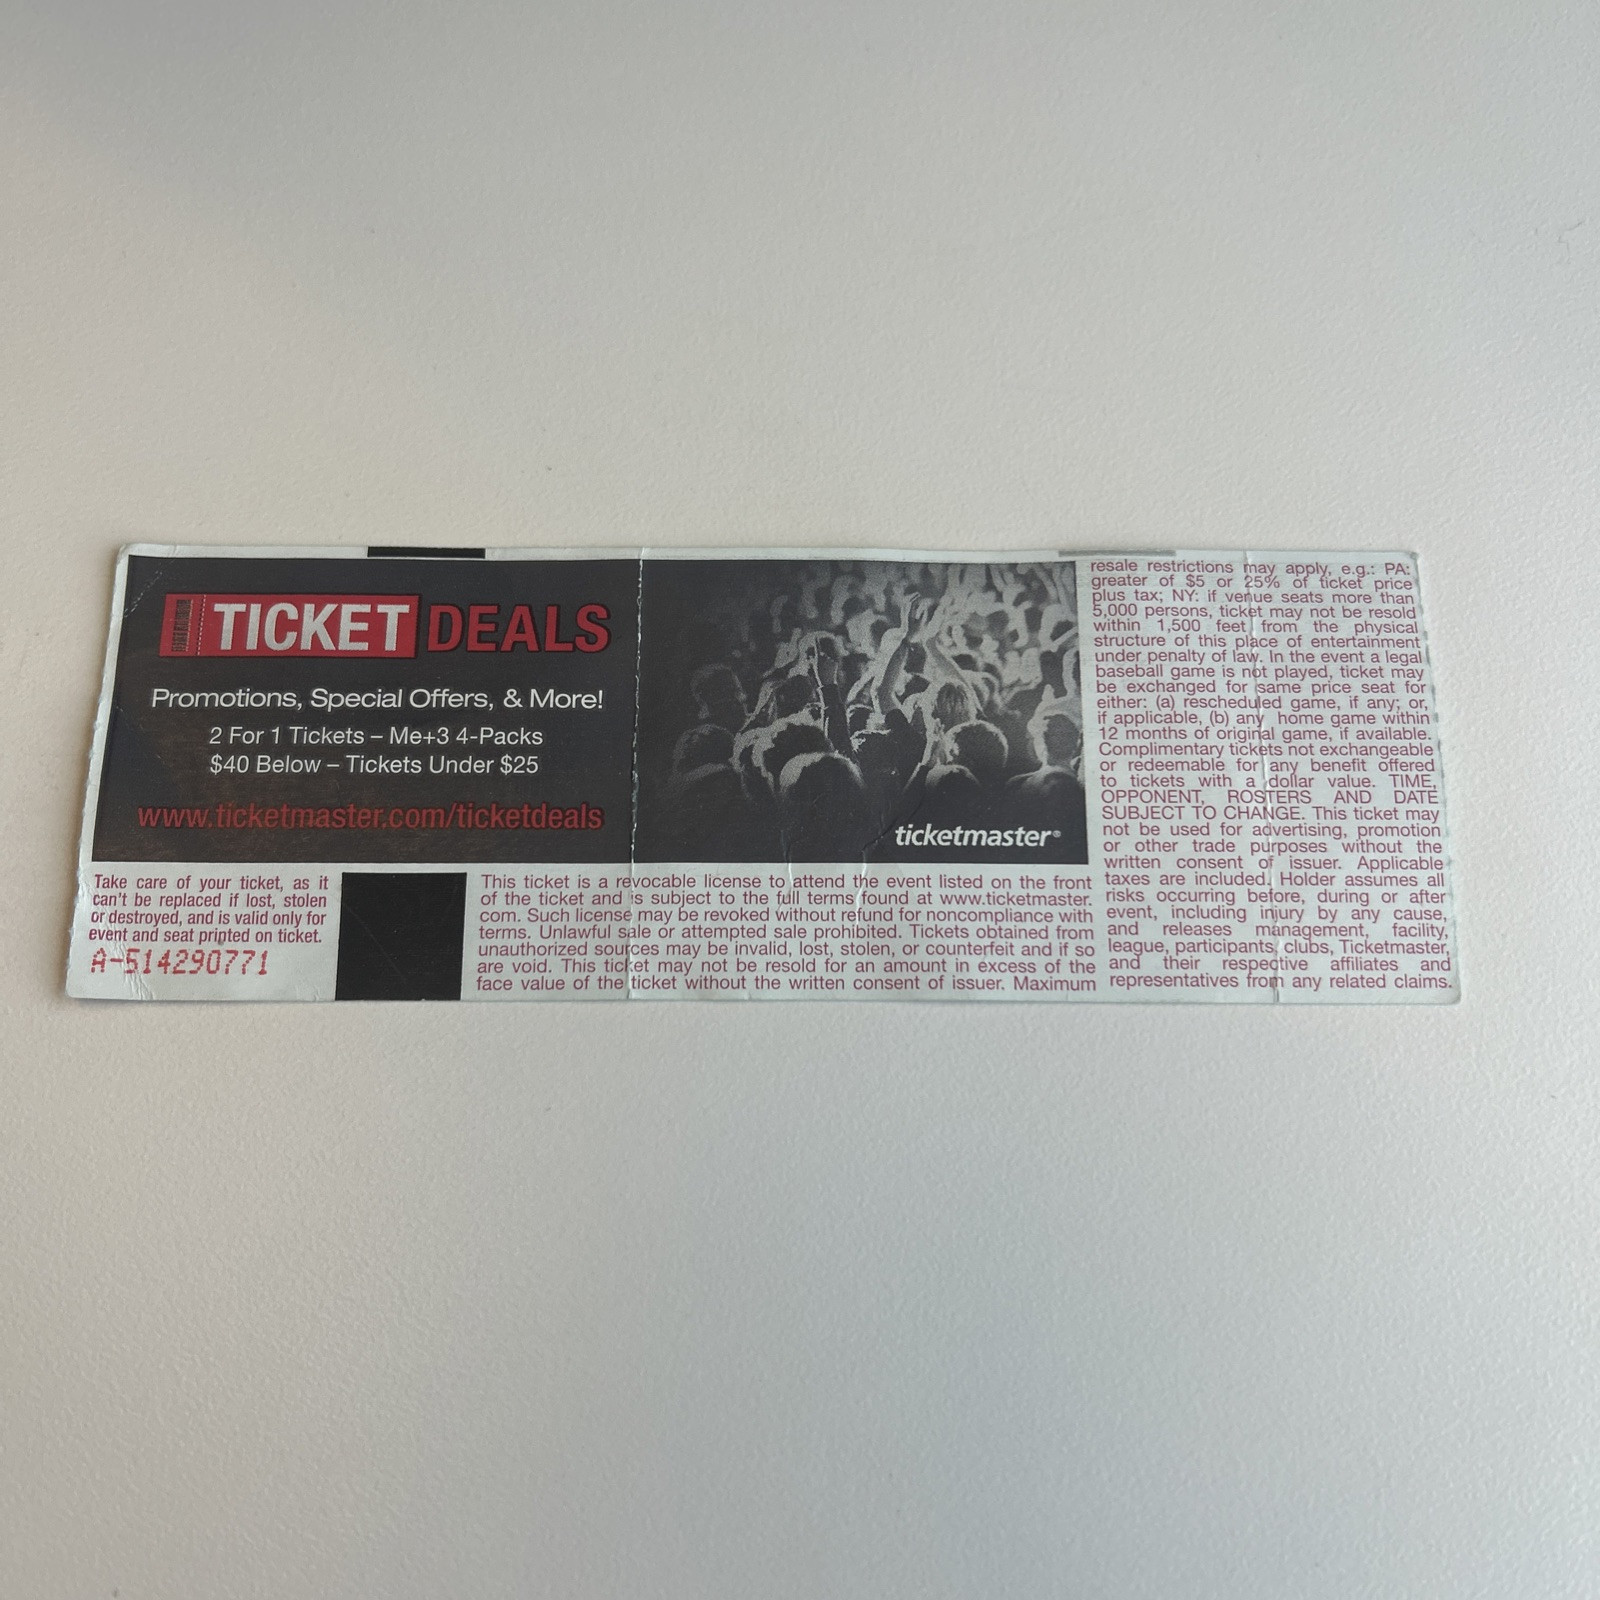 TICKET DEALS
Promotions, Special Offers, & More!
2 For 1 Tickets – Me+3 4-Packs
$40 Below – Tickets Under $25
www.ticketmaster.com/ticketdeals
ticketmaster®
Take care of your ticket, as it
can't be replaced if lost, stolen
or destroyed, and is valid only for
event and seat printed on ticket.
A-514290771
This ticket is a revocable license to attend the event listed on the front
of the ticket and is subject to the full terms found at www.ticketmaster.
com. Such license may be revoked without refund for noncompliance with
terms. Unlawful sale or attempted sale prohibited. Tickets obtained from
unauthorized sources may be invalid, lost, stolen, or counterfeit and if so
are void. This ticket may not be resold for an amount in excess of the
face value of the ticket without the written consent of issuer. Maximum
resale restrictions may apply, e.g.: PA:
greater of $5 or 25% of ticket price
plus tax; NY: if venue seats more than
5,000 persons, ticket may not be resold
within 1,500 feet from the physical
structure of this place of entertainment
under penalty of law. In the event a legal
baseball game is not played, ticket may
be exchanged for same price seat for
either: (a) rescheduled game, if any; or,
if applicable, (b) any home game within
12 months of original game, if available.
Complimentary tickets not exchangeable
or redeemable for any benefit offered
to tickets with a dollar value. TIME,
OPPONENT, ROSTERS AND DATE
SUBJECT TO CHANGE. This ticket may
not be used for advertising, promotion
or other trade purposes without the
written consent of issuer. Applicable
taxes are included. Holder assumes all
risks occurring before, during or after
event, including injury by any cause,
and releases management, facility,
league, participants, clubs, Ticketmaster,
and their respective affiliates and
representatives from any related claims.